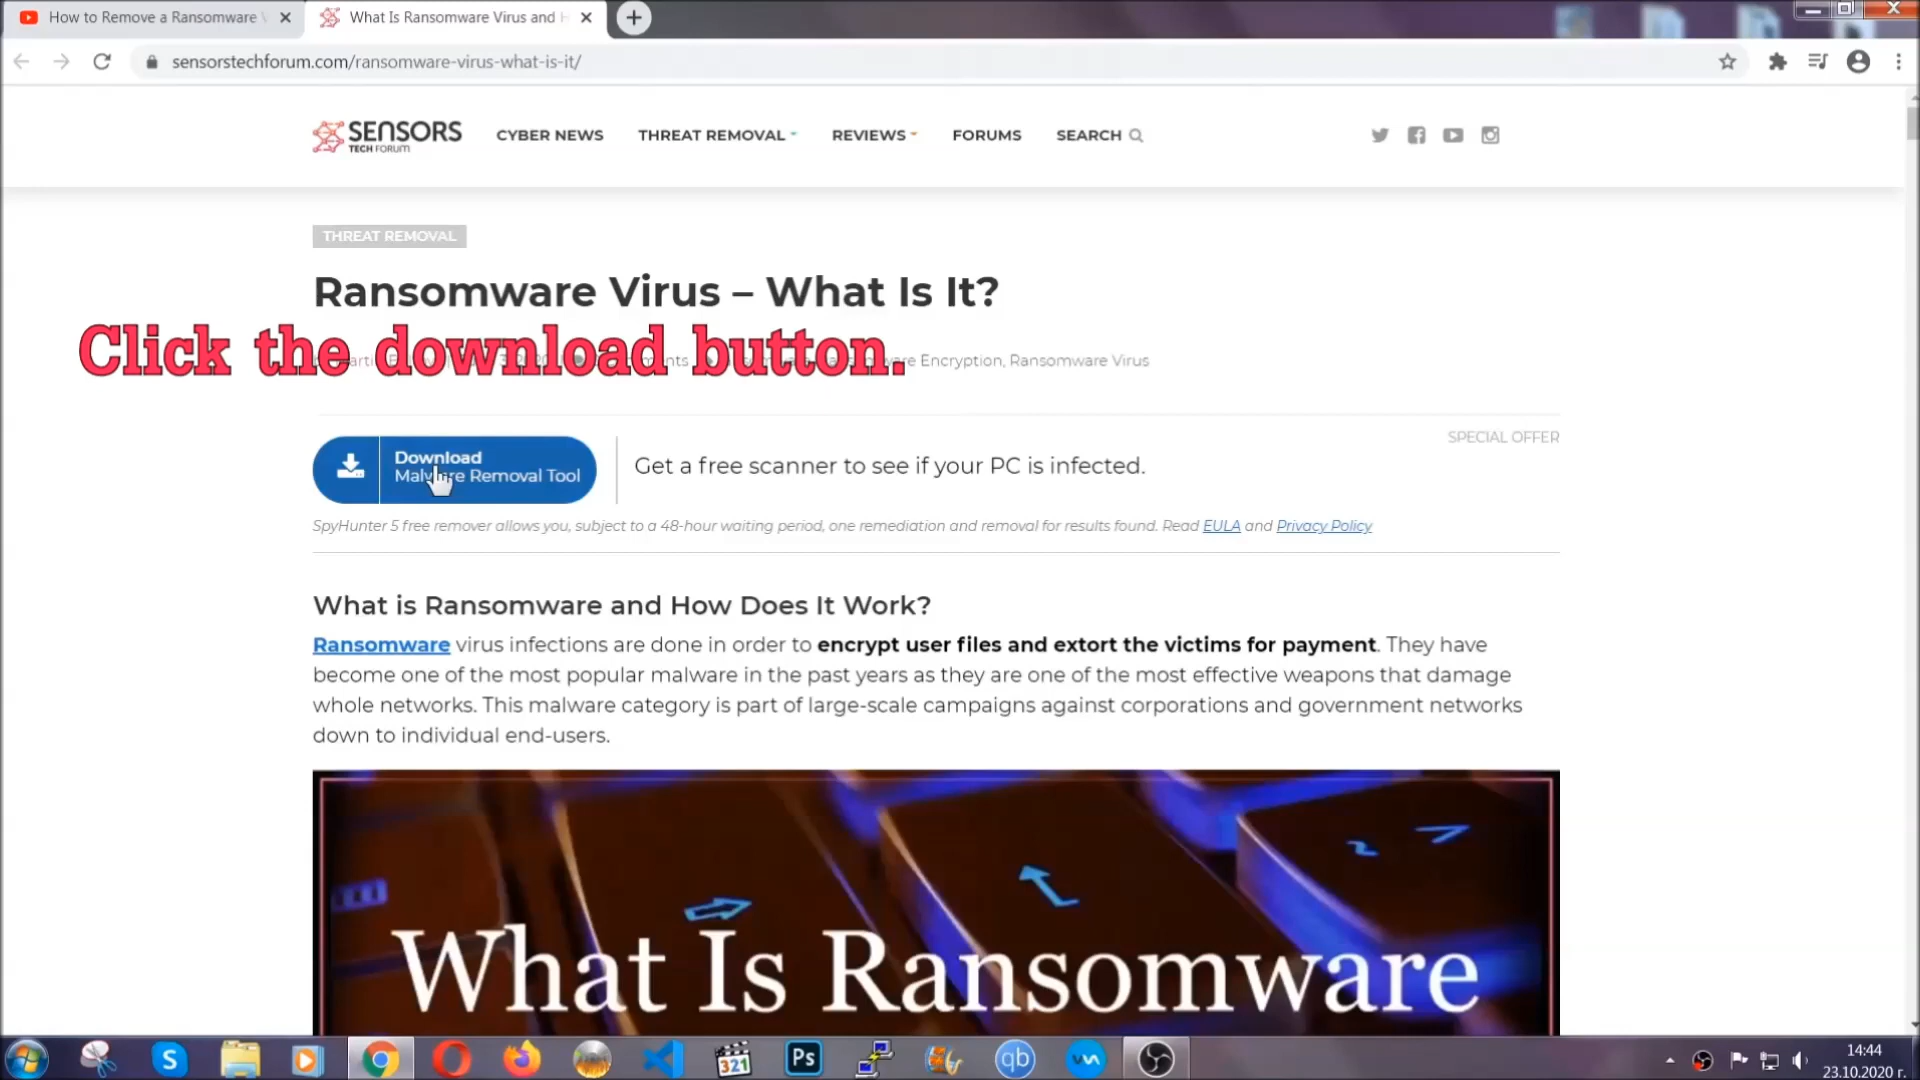 How to Remove a Ransomware
What Is Ransomware Virus and
sensorstechforum.com/ransomware-virus-what-is-it/
SENSORS
TECH FORUM
CYBER NEWS
THREAT REMOVAL
REVIEWS
FORUMS
SEARCH
THREAT REMOVAL
Ransomware Virus – What Is It?
Click the download button.
Encryption, Ransomware Virus
SPECIAL OFFER
Download
Malware Removal Tool
Get a free scanner to see if your PC is infected.
SpyHunter 5 free remover allows you, subject to a 48-hour waiting period, one remediation and removal for results found. Read EULA and Privacy Policy
What is Ransomware and How Does It Work?
Ransomware virus infections are done in order to encrypt user files and extort the victims for payment. They have
become one of the most popular malware in the past years as they are one of the most effective weapons that damage
whole networks. This malware category is part of large-scale campaigns against corporations and government networks
down to individual end-users.
What Is Ransomware
S
321
Ps
qb
14:44
23.10.2020 г.